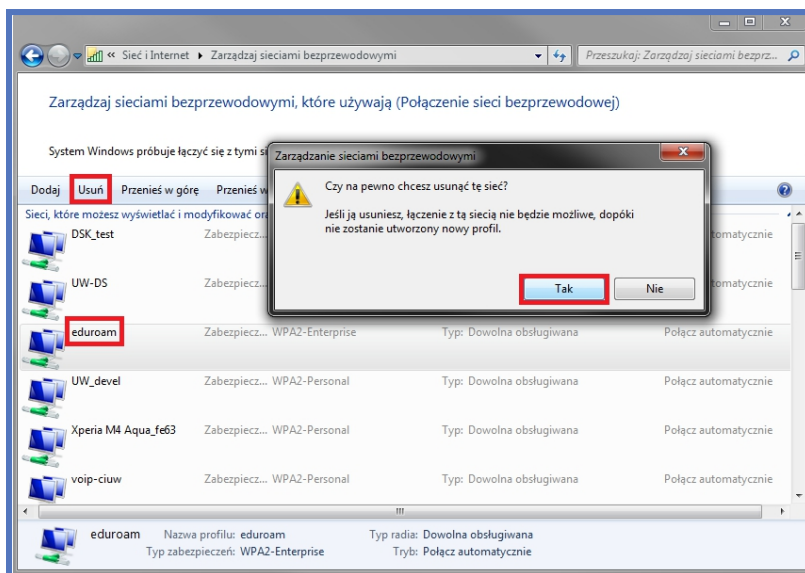 « Sieć i Internet ▸ Zarządzaj sieciami bezprzewodowymi
Przeszukaj: Zarządzaj sieciami bezprz...
Zarządzaj sieciami bezprzewodowymi, które używają (Połączenie sieci bezprzewodowej)
System Windows próbuje łączyć się z tymi
Zarządzanie sieciami bezprzewodowymi
Czy na pewno chcesz usunąć tę sieć?
Jeśli ją usuniesz, łączenie z tą siecią nie będzie możliwe, dopóki
nie zostanie utworzony nowy profil.
Tak Nie
Dodaj Usuń Przenieś w górę Przenieś w
Sieci, które możesz wyświetlać i modyfikować
DSK_test Zabezpiecz... tomatycznie
UW-DS Zabezpiecz... tomatycznie
eduroam Zabezpiecz... WPA2-Enterprise Typ: Dowolna obsługiwana Połącz automatycznie
UW_devel Zabezpiecz... WPA2-Personal Typ: Dowolna obsługiwana Połącz automatycznie
Xperia M4 Aqua_fe63 Zabezpiecz... WPA2-Personal Typ: Dowolna obsługiwana Połącz automatycznie
voip-ciuw Zabezpiecz... WPA2-Personal Typ: Dowolna obsługiwana Połącz automatycznie
eduroam Nazwa profilu: eduroam Typ radia: Dowolna obsługiwana
Typ zabezpieczeń: WPA2-Enterprise Tryb: Połącz automatycznie